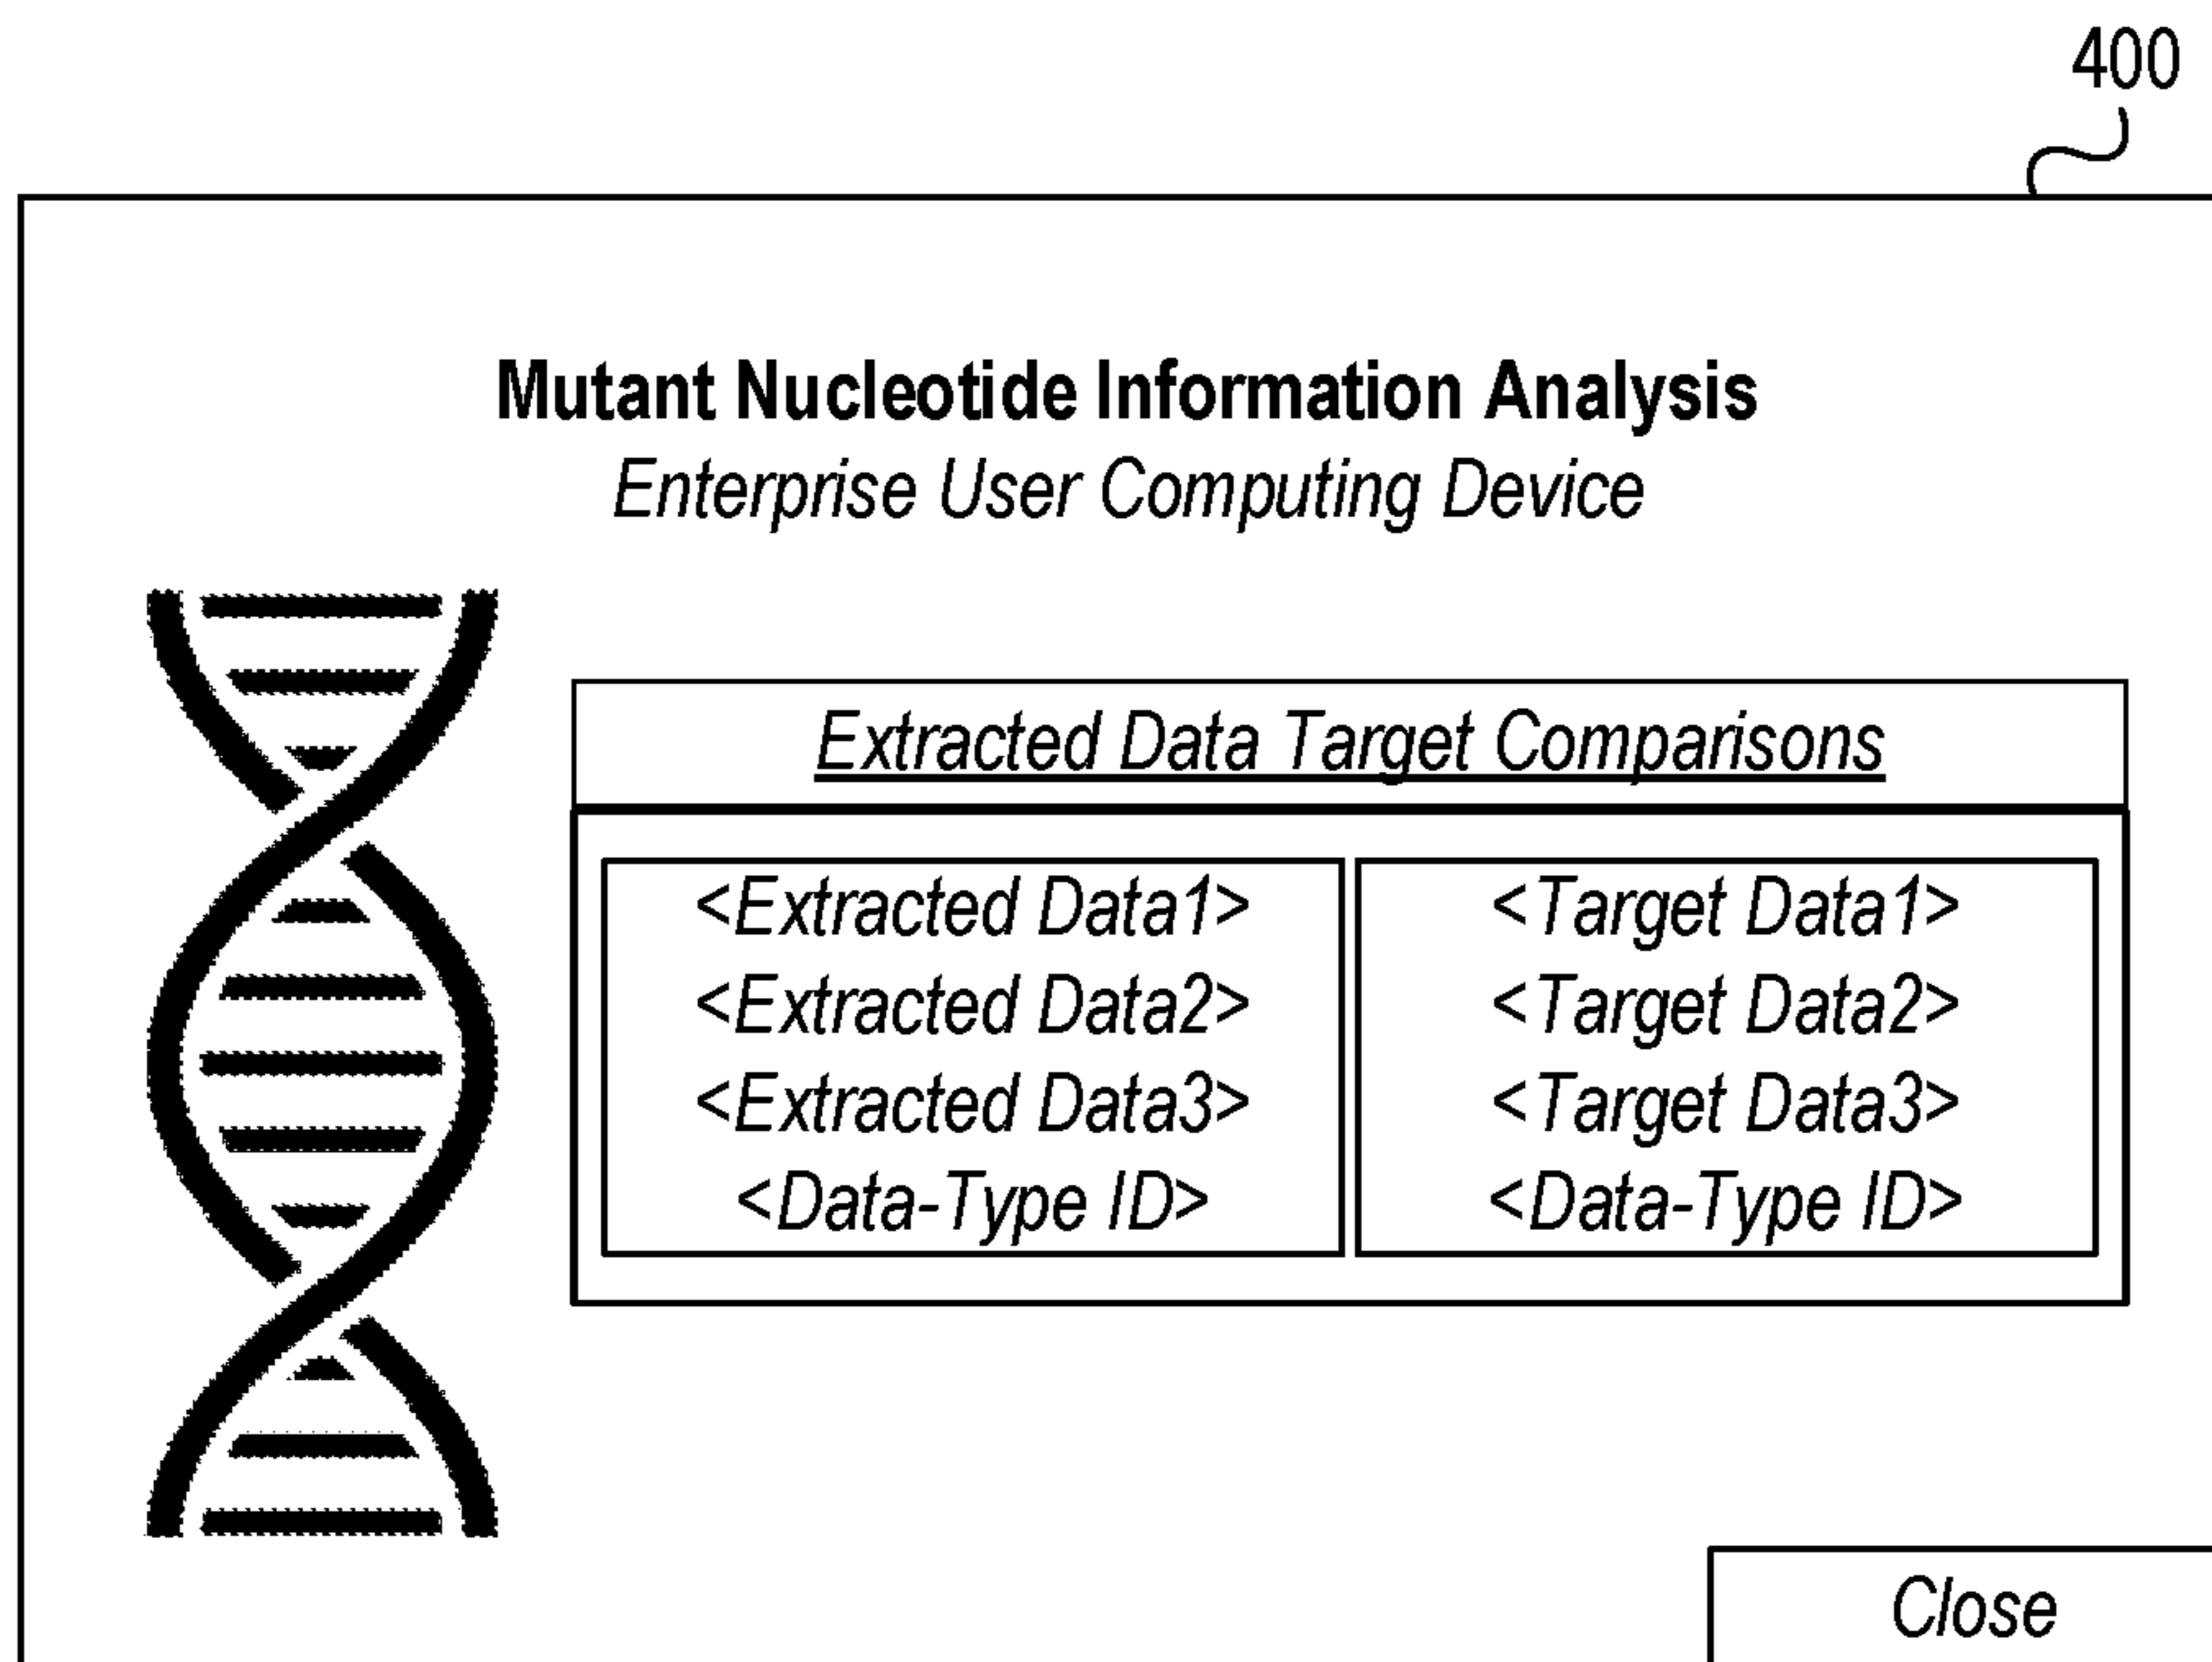 400
Mutant Nucleotide Information Analysis
Enterprise User Computing Device
Extracted Data Target Comparisons
<Extracted Data1> <Target Data1>
<Extracted Data2> <Target Data2>
<Extracted Data3> <Target Data3>
<Data-Type ID> <Data-Type ID>
Close